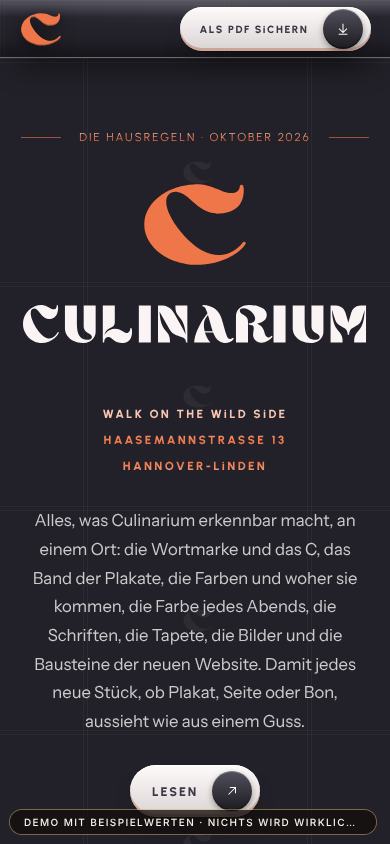 ALS PDF SiCHERN
DIE HAUSREGELN · OKTOBER 2026
C
CULINARIUM
WALK ON THE WiLD SiDE
HAASEMANNSTRASSE 13
HANNOVER-LiNDEN
Alles, was Culinarium erkennbar macht, an
einem Ort: die Wortmarke und das C, das
Band der Plakate, die Farben und woher sie
kommen, die Farbe jedes Abends, die
Schriften, die Tapete, die Bilder und die
Bausteine der neuen Website. Damit jedes
neue Stück, ob Plakat, Seite oder Bon,
aussieht wie aus einem Guss.
LESEN
DEMO MIT BEISPIELWERTEN · NICHTS WIRD WIRKLIC…